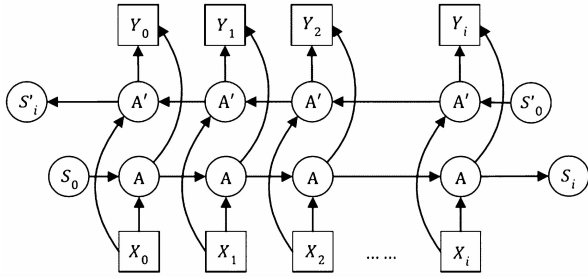 Y₀ Y₁ Y₂ Yᵢ
S'ᵢ A' A' A' A' S'₀
S₀ A A A A Sᵢ
X₀ X₁ X₂ …… Xᵢ